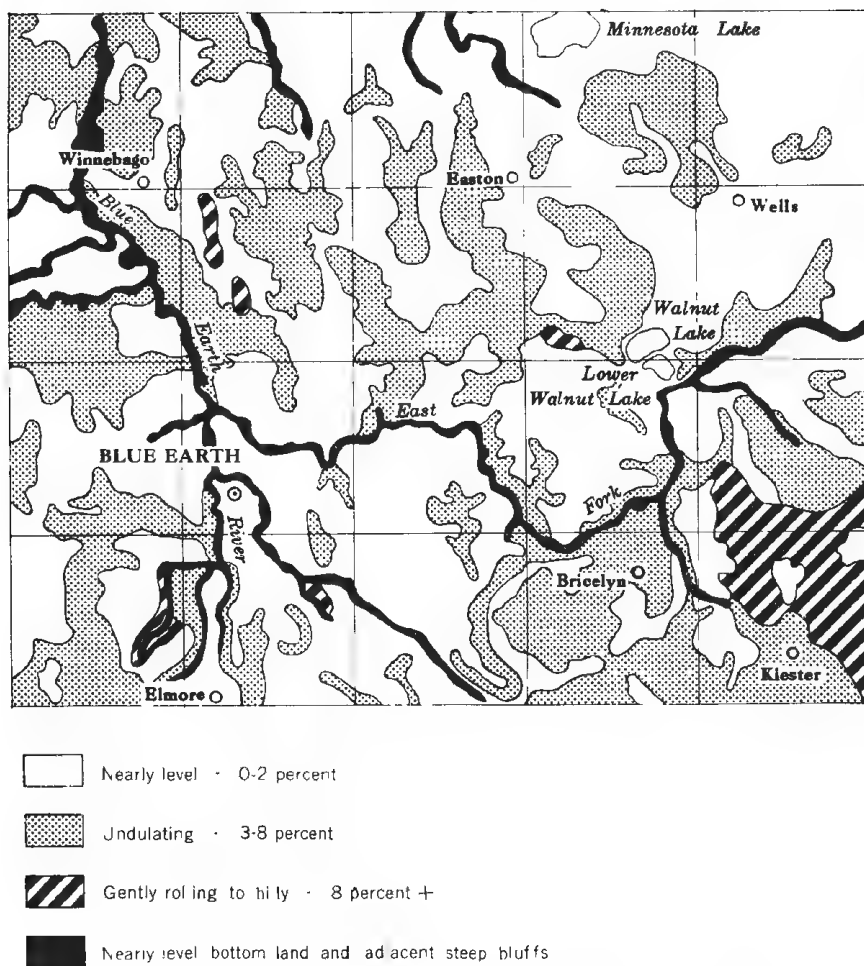 Minnesota Lake
Winnebago
Easton
Blue
Wells
Walnut
Lake
Earth
Lower
Walnut Lake
East
BLUE EARTH
Fork
River
Bricelyn
Kiester
Elmore
Nearly level - 0-2 percent
Undulating - 3-8 percent
Gently rolling to hilly - 8 percent +
Nearly level bottom land and adjacent steep bluffs